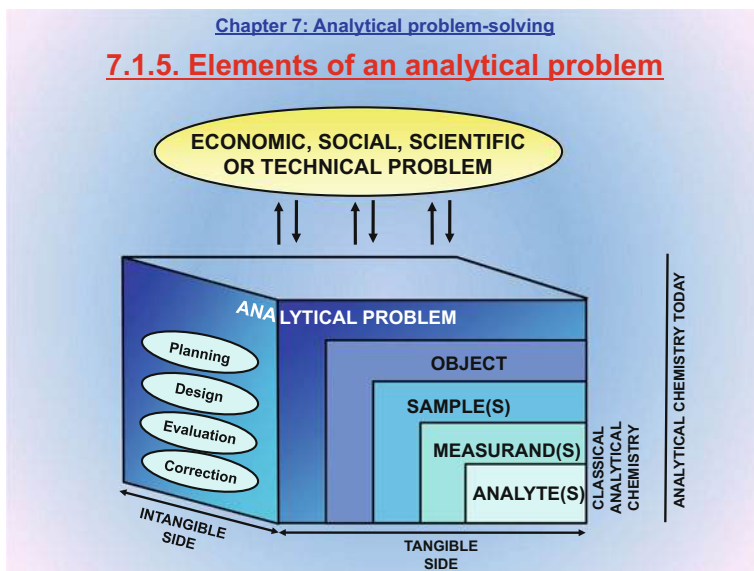 Chapter 7: Analytical problem-solving
7.1.5. Elements of an analytical problem
ECONOMIC, SOCIAL, SCIENTIFIC
OR TECHNICAL PROBLEM
ANALYTICAL PROBLEM
Planning
Design
Evaluation
Correction
OBJECT
SAMPLE(S)
MEASURAND(S)
ANALYTE(S)
CLASSICAL
ANALYTICAL
CHEMISTRY
ANALYTICAL CHEMISTRY TODAY
INTANGIBLE
SIDE
TANGIBLE
SIDE